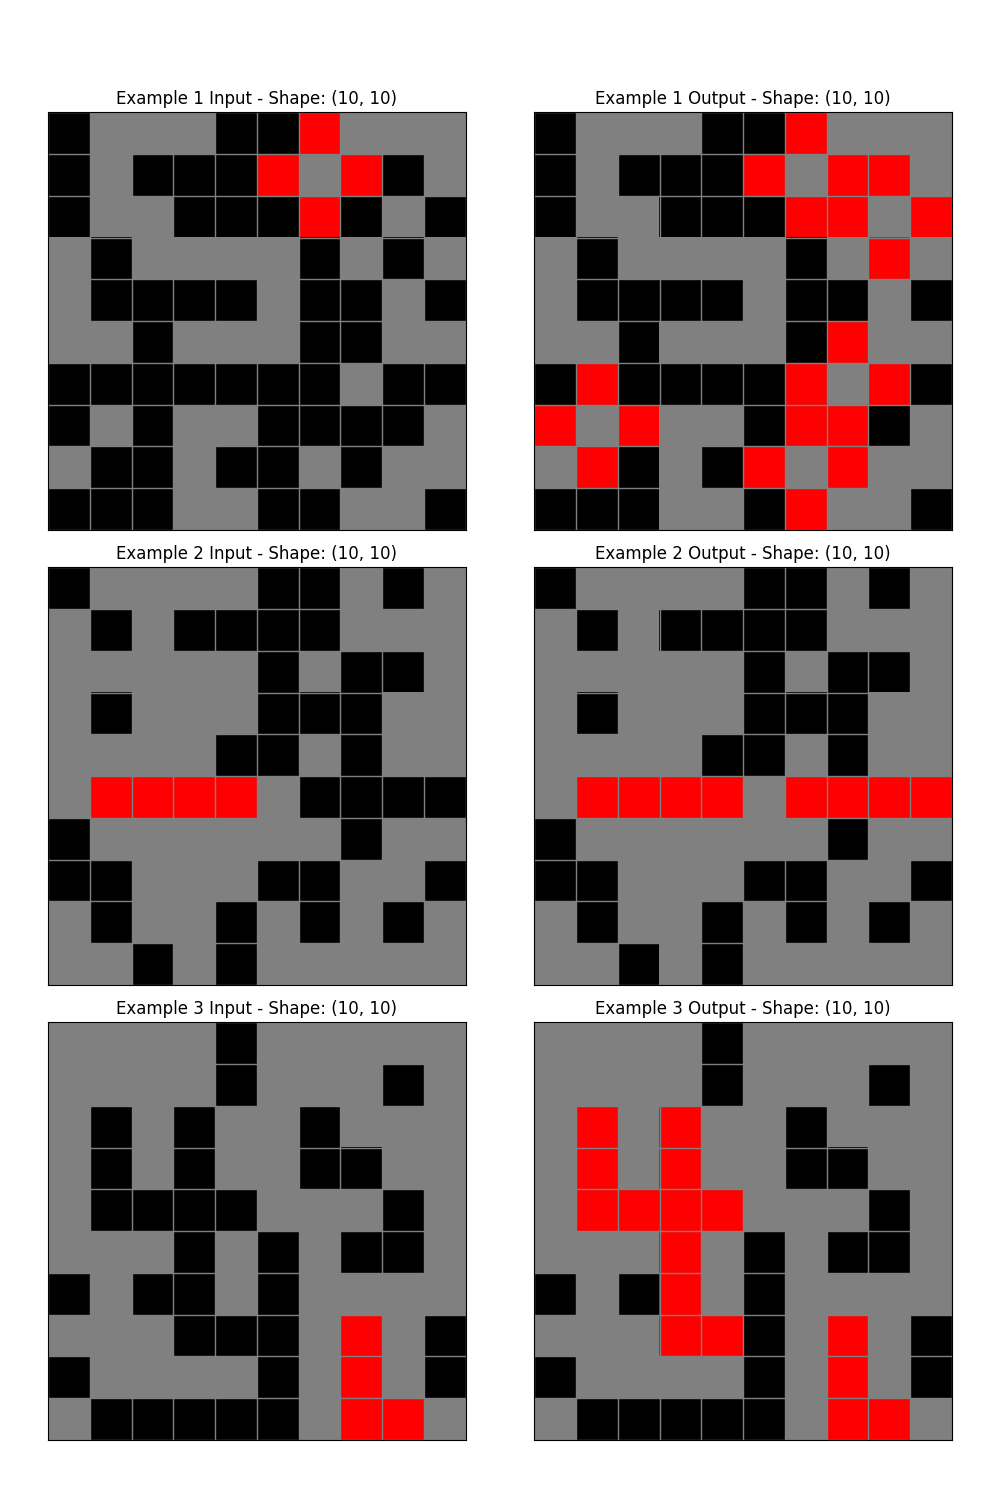 Example 1 Input - Shape: (10, 10)
Example 1 Output - Shape: (10, 10)
Example 2 Input - Shape: (10, 10)
Example 2 Output - Shape: (10, 10)
Example 3 Input - Shape: (10, 10)
Example 3 Output - Shape: (10, 10)